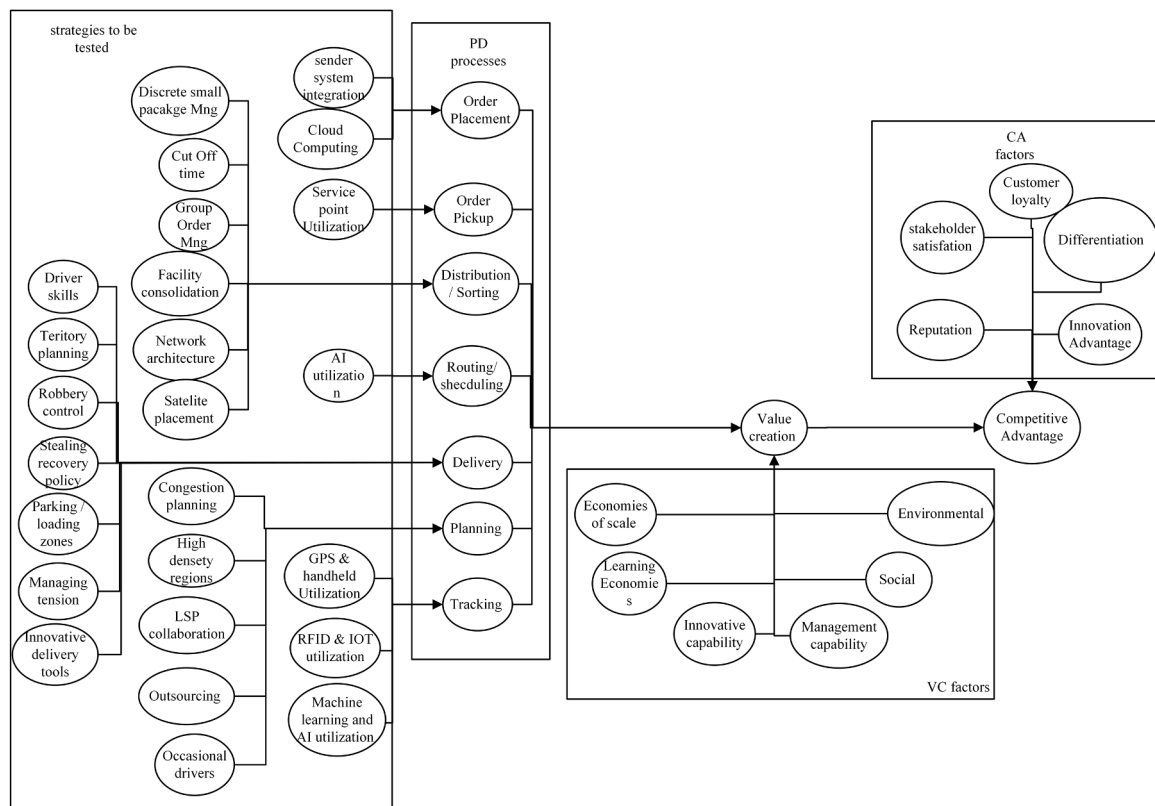 strategies to be
tested
Discrete small
pacakge Mng
Cut Off
time
Group
Order
Mng
Facility
consolidation
Network
architecture
Satelite
placement
Driver
skills
Teritory
planning
Robbery
control
Stealing
recovery
policy
Parking /
loading
zones
Managing
tension
Innovative
delivery
tools
Congestion
planning
High
densety
regions
LSP
collaboration
Outsourcing
Occasional
drivers
sender
system
integration
Cloud
Computing
Service
point
Utilization
AI
utilizatio
n
GPS &
handheld
Utilization
RFID & IOT
utilization
Machine
learning and
AI utilization
PD
processes
Order
Placement
Order
Pickup
Distribution
/ Sorting
Routing/
shecduling
Delivery
Planning
Tracking
Value
creation
Competitive
Advantage
CA
factors
Customer
loyalty
stakeholder
satisfation
Differentiation
Reputation
Innovation
Advantage
Economies
of scale
Environmental
Learning
Economie
s
Social
Innovative
capability
Management
capability
VC factors